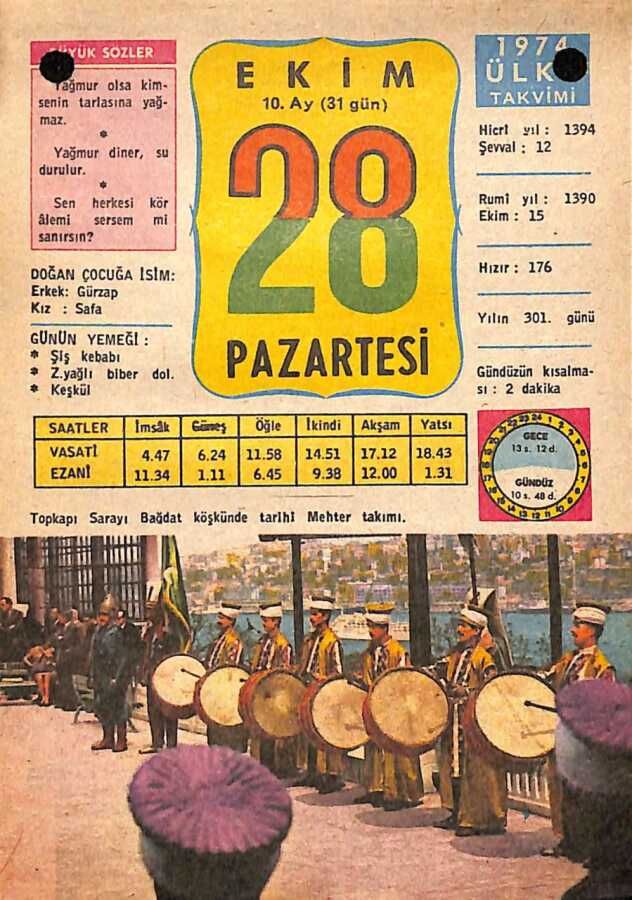 SÖZLER
Yağmur olsa kim-
senin tarlasına yağ-
maz.
Yağmur diner, su
durulur.
Sen herkesi kör
âlemi sersem mi
sanırsın?
DOĞAN ÇOCUĞA İSİM:
Erkek: Gürzap
Kız : Safa
GÜNÜN YEMEĞİ :
* Şiş kebabı
* Z.yağlı biber dol.
* Keşkül
EKİM
10. Ay (31 gün)
28
PAZARTESİ
1974
TAKVİMİ
Hicrî yıl : 1394
Şevval : 12
Rumî yıl : 1390
Ekim : 15
Hızır : 176
Yılın 301. günü
Gündüzün kısalma-
sı : 2 dakika
SAATLER İmsâk Güneş Öğle İkindi Akşam Yatsı
VASATİ 4.47 6.24 11.58 14.51 17.12 18.43
EZANİ 11.34 1.11 6.45 9.38 12.00 1.31
GECE
13 s. 12 d.
GÜNDÜZ
10 s. 48 d.
Topkapı Sarayı Bağdat köşkünde tarihî Mehter takımı.